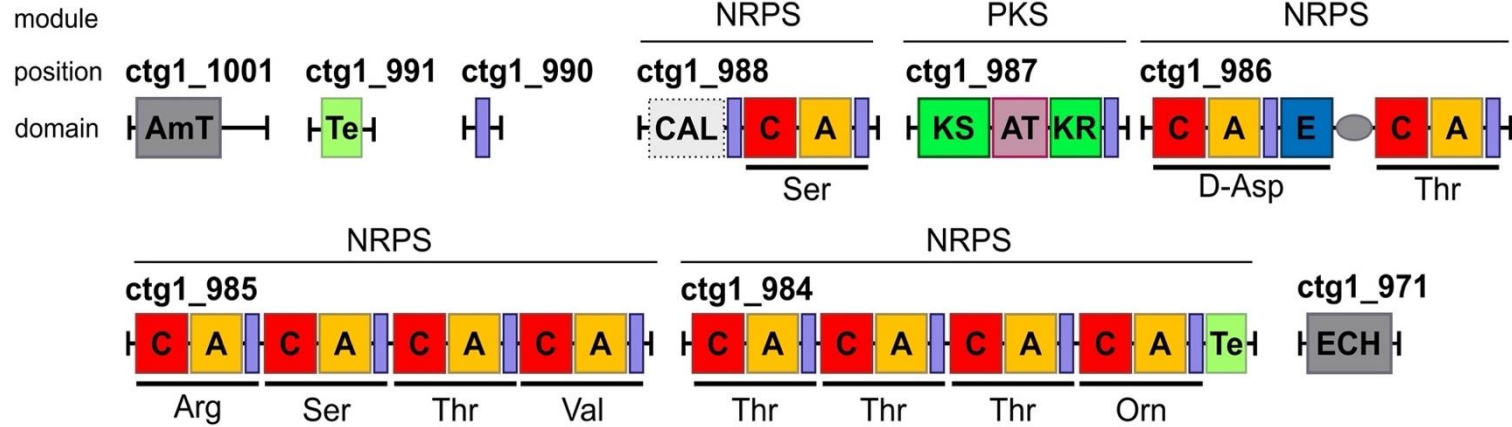 module NRPS PKS NRPS
position ctg1_1001 ctg1_991 ctg1_990 ctg1_988 ctg1_987 ctg1_986
domain AmT Te CAL C A KS AT KR C A E C A
Ser D-Asp Thr
NRPS NRPS
ctg1_985 ctg1_984 ctg1_971
C A C A C A C A C A C A C A C A Te ECH
Arg Ser Thr Val Thr Thr Thr Orn